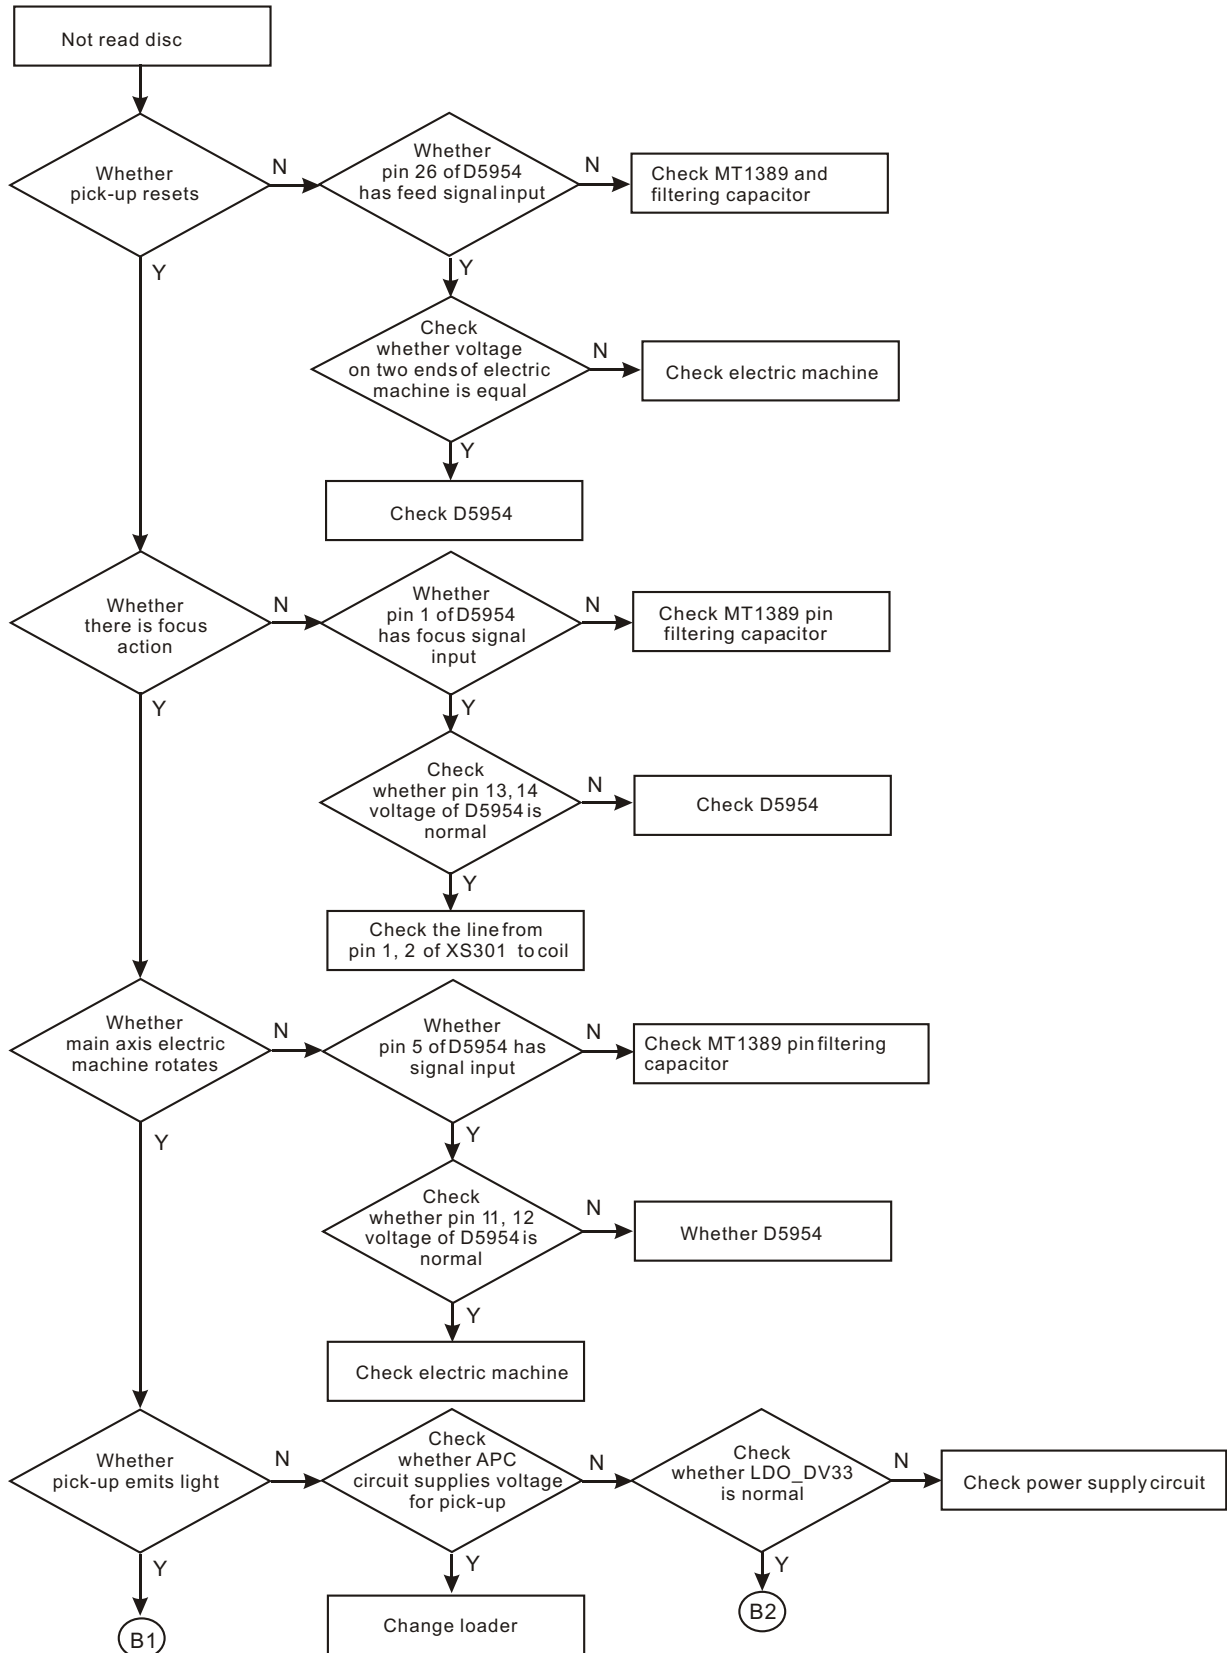 Not read disc
Whether
pick-up resets
N
Whether
pin 26 of D5954
has feed signal input
N
Check MT1389 and
filtering capacitor
Y
Y
Check
whether voltage
on two ends of electric
machine is equal
N
Check electric machine
Y
Check D5954
Whether
there is focus
action
N
Whether
pin 1 of D5954
has focus signal
input
N
Check MT1389 pin
filtering capacitor
Y
Y
Check
whether pin 13, 14
voltage of D5954 is
normal
N
Check D5954
Y
Check the line from
pin 1, 2 of XS301 to coil
Whether
main axis electric
machine rotates
N
Whether
pin 5 of D5954 has
signal input
N
Check MT1389 pin filtering
capacitor
Y
Y
Check
whether pin 11, 12
voltage of D5954 is
normal
N
Whether D5954
Y
Check electric machine
Whether
pick-up emits light
N
Check
whether APC
circuit supplies voltage
for pick-up
N
Check
whether LDO_DV33
is normal
N
Check power supply circuit
Y
Y
Y
B1
Change loader
B2